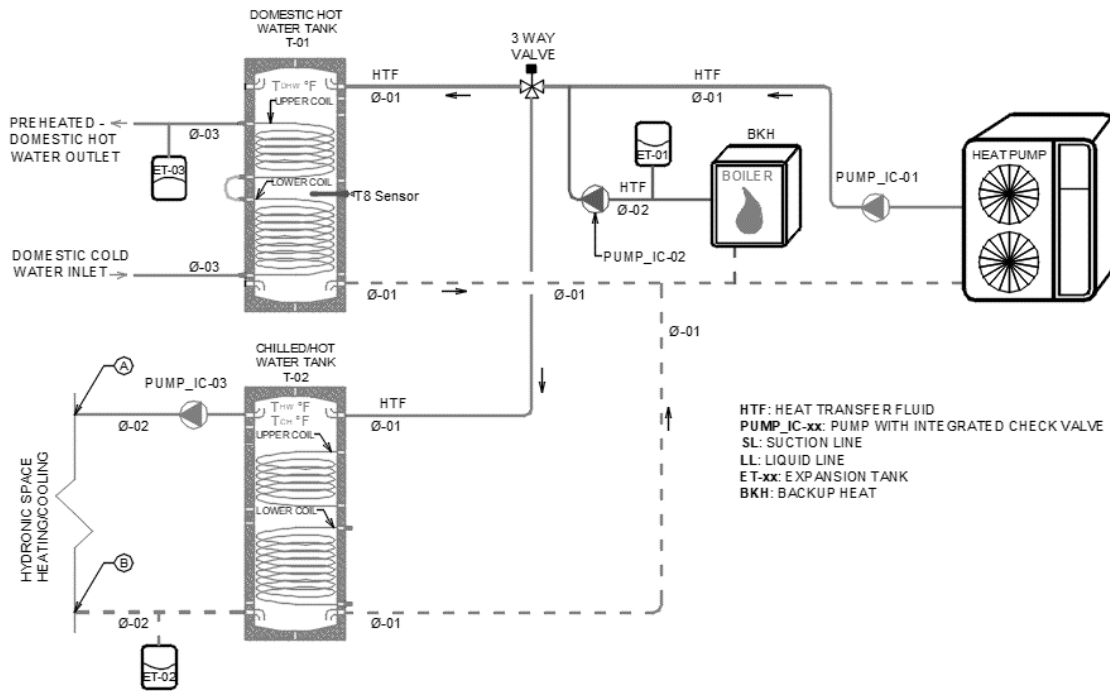 DOMESTIC HOT
WATER TANK
T-01
3 WAY
VALVE
HTF
Ø-01
HTF
Ø-01
TDHW °F
UPPER COIL
PREHEATED -
DOMESTIC HOT
WATER OUTLET
Ø-03
ET-03
LOWER COIL
T8 Sensor
ET-01
BKH
BOILER
HTF
Ø-02
PUMP_IC-02
PUMP_IC-01
HEAT PUMP
DOMESTIC COLD
WATER INLET
Ø-03
Ø-01
Ø-01
Ø-01
CHILLED/HOT
WATER TANK
T-02
A
PUMP_IC-03
Ø-02
THW °F
TCH °F
UPPER COIL
HTF
Ø-01
LOWER COIL
HYDRONIC SPACE
HEATING/COOLING
B
Ø-02
ET-02
Ø-01
HTF: HEAT TRANSFER FLUID
PUMP_IC-xx: PUMP WITH INTEGRATED CHECK VALVE
SL: SUCTION LINE
LL: LIQUID LINE
ET-xx: EXPANSION TANK
BKH: BACKUP HEAT